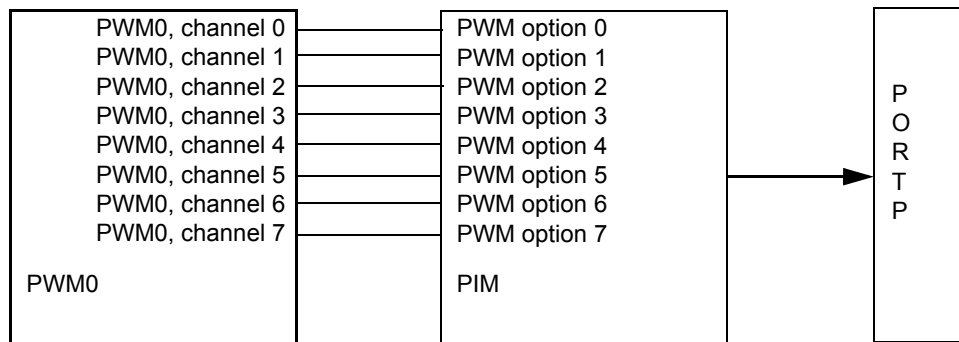 PWM0, channel 0
PWM0, channel 1
PWM0, channel 2
PWM0, channel 3
PWM0, channel 4
PWM0, channel 5
PWM0, channel 6
PWM0, channel 7
PWM0
PWM option 0
PWM option 1
PWM option 2
PWM option 3
PWM option 4
PWM option 5
PWM option 6
PWM option 7
PIM
P
O
R
T
P